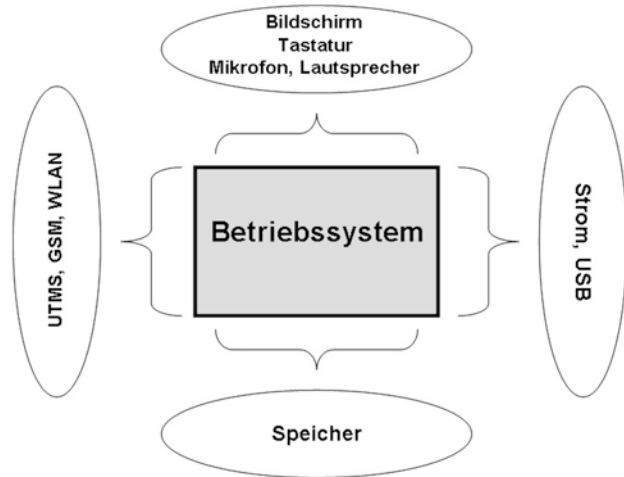 Bildschirm
Tastatur
Mikrofon, Lautsprecher
UTMS, GSM, WLAN
Betriebssystem
Strom, USB
Speicher